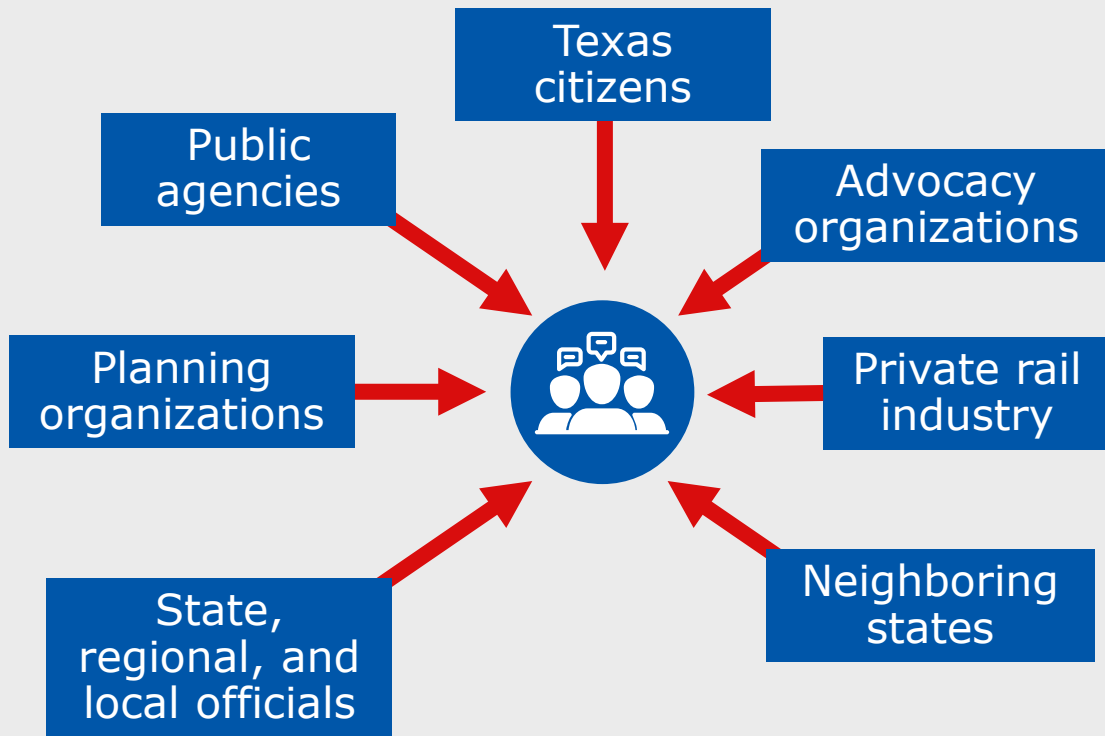 Texas
citizens
Public
agencies
Advocacy
organizations
Planning
organizations
Private rail
industry
State,
regional, and
local officials
Neighboring
states